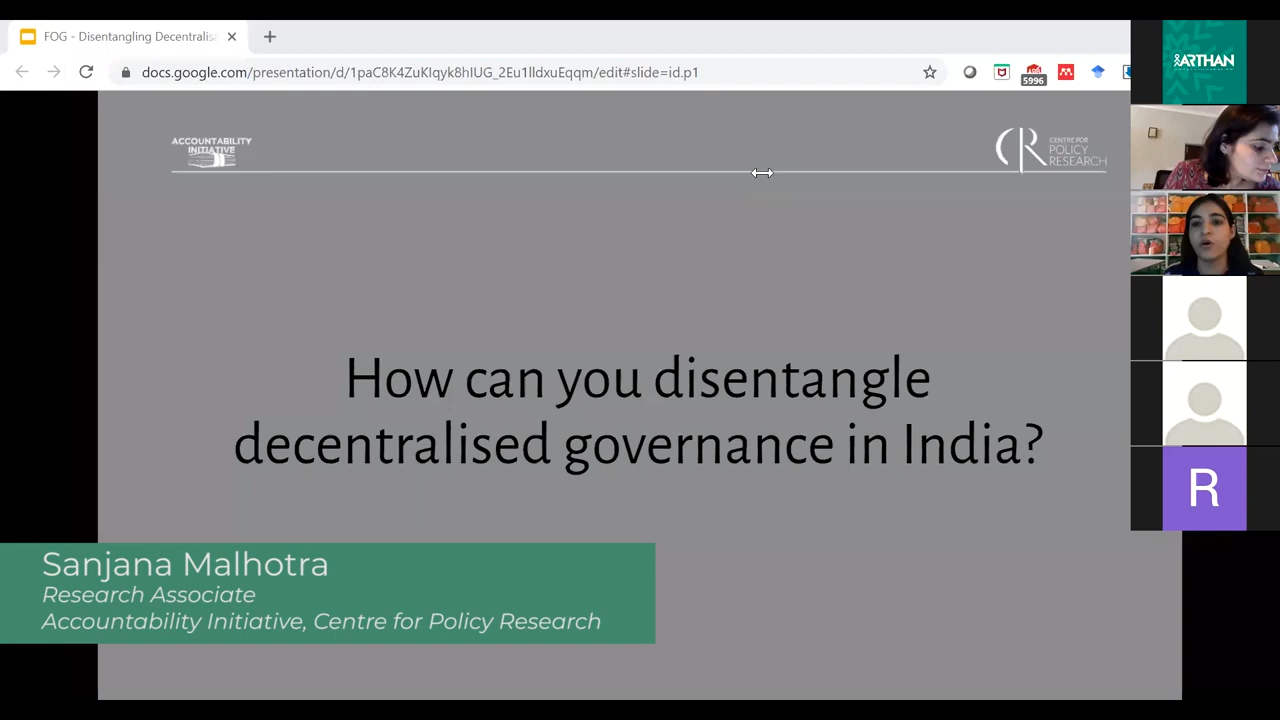 FOG - Disentangling Decentralis
docs.google.com/presentation/d/1paC8K4ZuKIqyk8hIUG_2Eu1lldxuEqqm/edit#slide=id.p1
5996
ARTHAN
ACCOUNTABILITY
INITIATIVE
CENTRE FOR
POLICY
RESEARCH
How can you disentangle
decentralised governance in India?
R
Sanjana Malhotra
Research Associate
Accountability Initiative, Centre for Policy Research